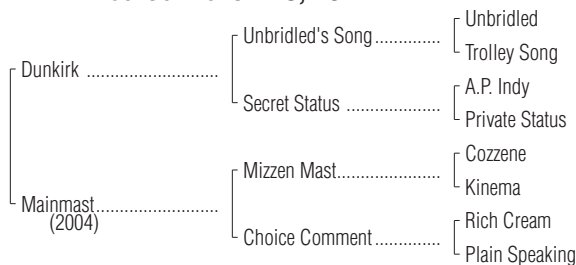 Unbridled
Unbridled's Song ..............
Trolley Song
Dunkirk ............................
A.P. Indy
Secret Status ....................
Private Status
Cozzene
Mizzen Mast......................
Kinema
Mainmast..........................
(2004)
Rich Cream
Choice Comment ..............
Plain Speaking